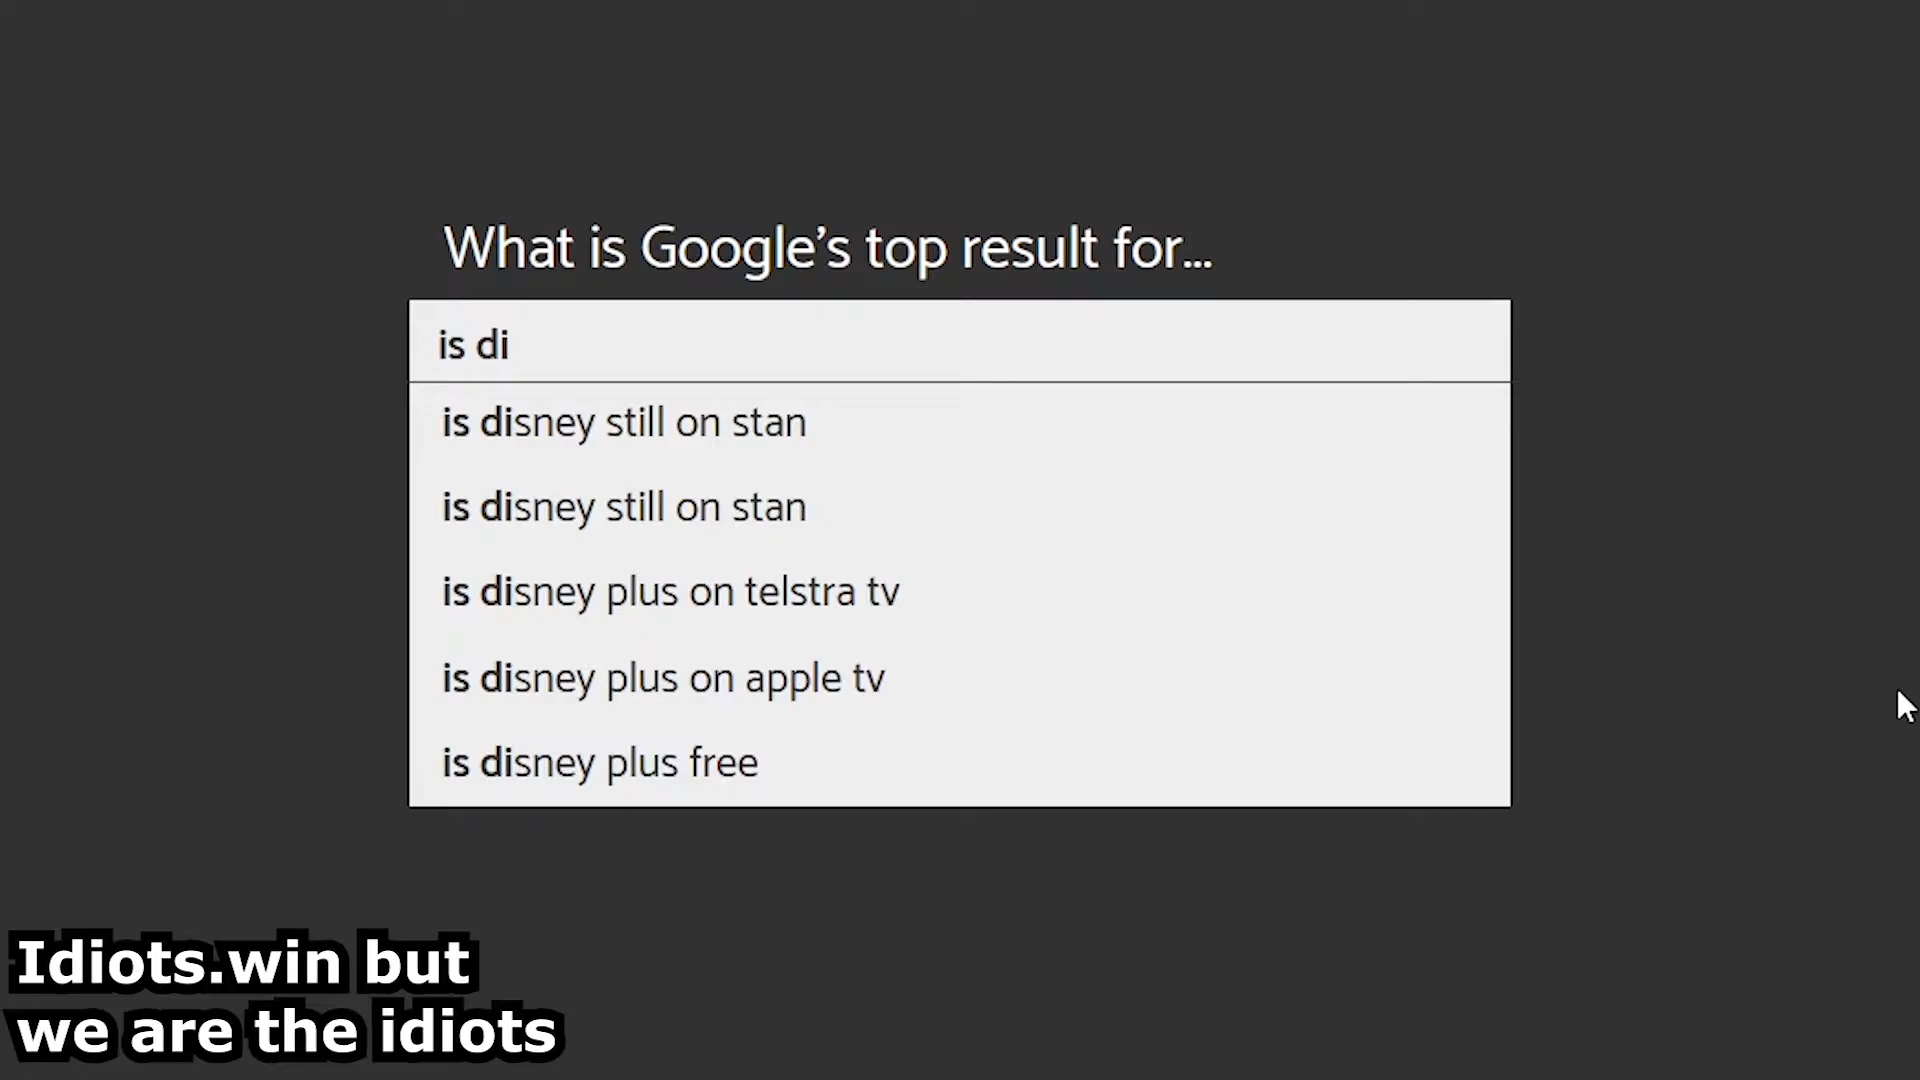 What is Google's top result for...
is di
is disney still on stan
is disney still on stan
is disney plus on telstra tv
is disney plus on apple tv
is disney plus free
Idiots.win but
we are the idiots